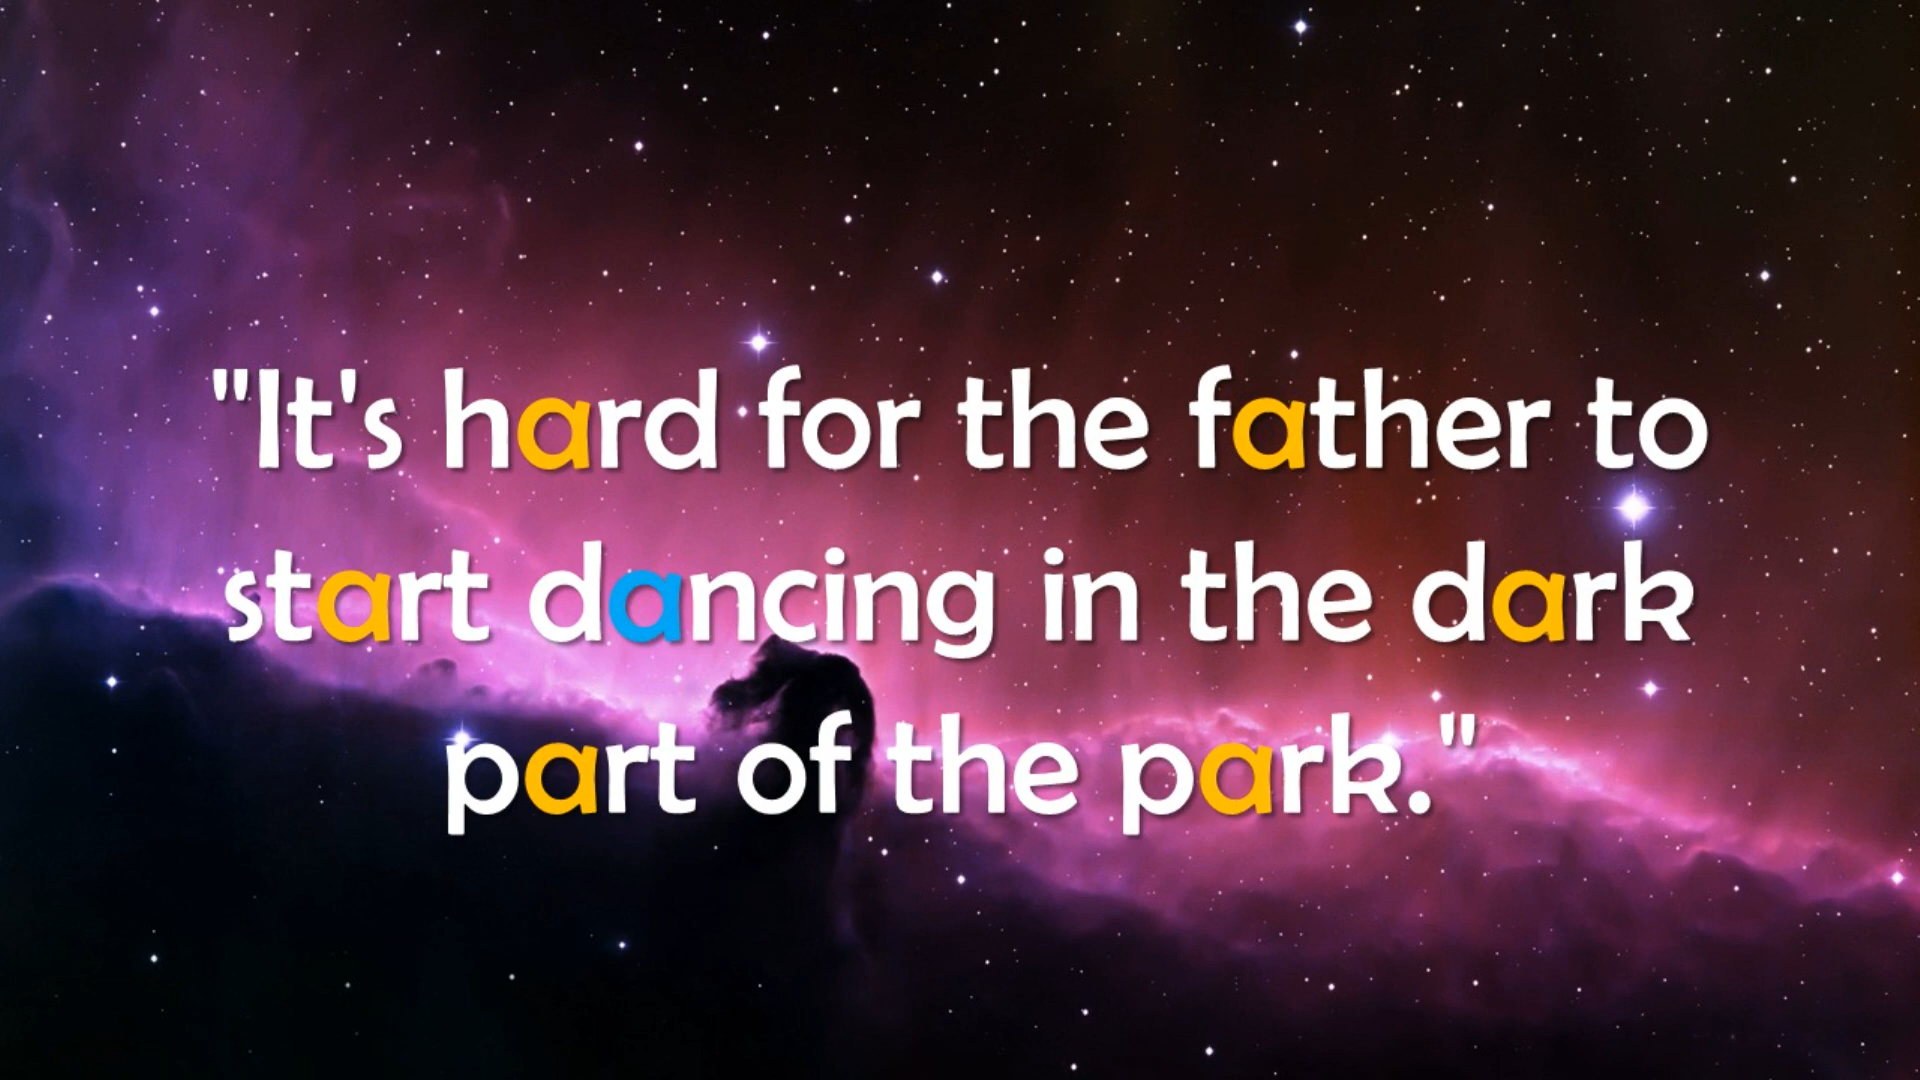 "It's hard for the father to
start dancing in the dark
part of the park."